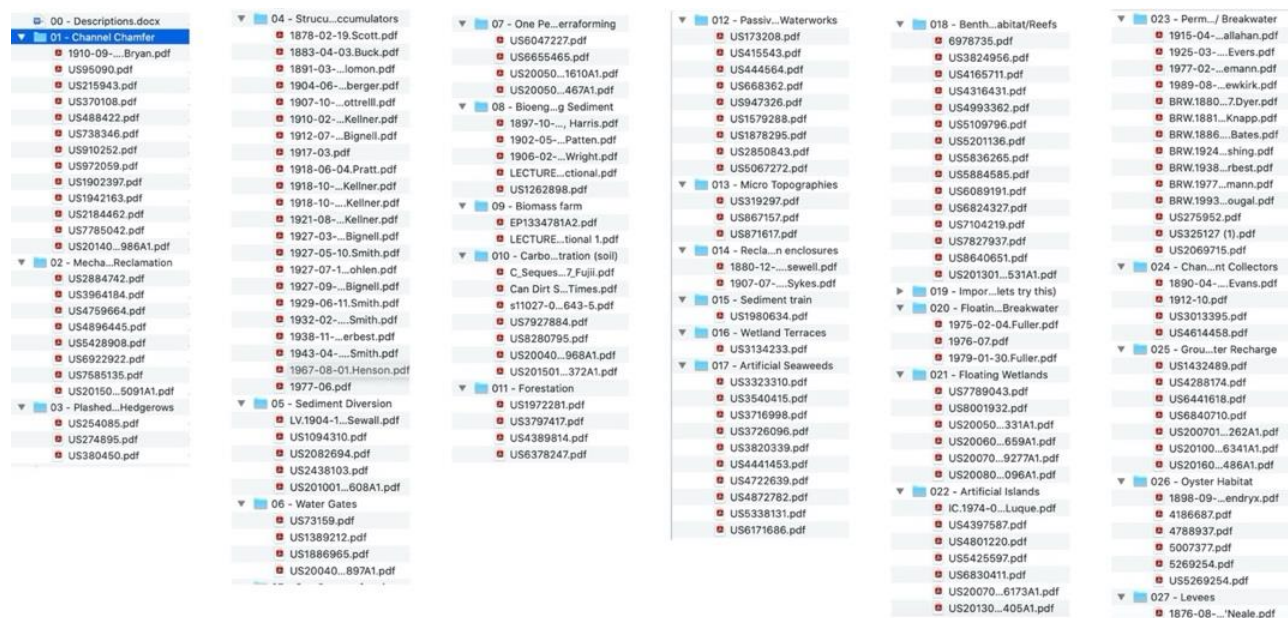 00 - Descriptions.docx
01 - Channel Chamfer
1910-09-....Bryan.pdf
US95090.pdf
US215943.pdf
US370108.pdf
US488422.pdf
US738346.pdf
US910252.pdf
US972059.pdf
US1902397.pdf
US1942163.pdf
US2184462.pdf
US7785042.pdf
US20140...986A1.pdf
02 - Mecha...Reclamation
US2884742.pdf
US3964184.pdf
US4759664.pdf
US4896445.pdf
US5428908.pdf
US6922922.pdf
US7585135.pdf
US20150...5091A1.pdf
03 - Plashed...Hedgerows
US254085.pdf
US274895.pdf
US380450.pdf
04 - Strucu...ccumulators
1878-02-19.Scott.pdf
1883-04-03.Buck.pdf
1891-03-...lomon.pdf
1904-06-...berger.pdf
1907-10-...ottrelll.pdf
1910-02-...Kellner.pdf
1912-07-...Bignell.pdf
1917-03.pdf
1918-06-04.Pratt.pdf
1918-10-...Kellner.pdf
1918-10-....Kellner.pdf
1921-08-...Kellner.pdf
1927-03-...Bignell.pdf
1927-05-10.Smith.pdf
1927-07-1...ohlen.pdf
1927-09-...Bignell.pdf
1929-06-11.Smith.pdf
1932-02-....Smith.pdf
1938-11-...erbest.pdf
1943-04-....Smith.pdf
1967-08-01.Henson.pdf
1977-06.pdf
05 - Sediment Diversion
LV.1904-1...Sewall.pdf
US1094310.pdf
US2082694.pdf
US2438103.pdf
US201001...608A1.pdf
06 - Water Gates
US73159.pdf
US1389212.pdf
US1886965.pdf
US20040...897A1.pdf
07 - One Pe...erraforming
US6047227.pdf
US6655465.pdf
US20050...1610A1.pdf
US20050...467A1.pdf
08 - Bioeng...g Sediment
1897-10-..., Harris.pdf
1902-05-...Patten.pdf
1906-02-...Wright.pdf
LECTURE...ctional.pdf
US1262898.pdf
09 - Biomass farm
EP1334781A2.pdf
LECTURE...tional 1.pdf
010 - Carbo...tration (soil)
C_Seques...7_Fujii.pdf
Can Dirt S...Times.pdf
s11027-0...643-5.pdf
US7927884.pdf
US8280795.pdf
US20040...968A1.pdf
US201501...372A1.pdf
011 - Forestation
US1972281.pdf
US3797417.pdf
US4389814.pdf
US6378247.pdf
012 - Passiv...Waterworks
US173208.pdf
US415543.pdf
US444564.pdf
US668362.pdf
US947326.pdf
US1579288.pdf
US1878295.pdf
US2850843.pdf
US5067272.pdf
013 - Micro Topographies
US319297.pdf
US867157.pdf
US871617.pdf
014 - Recla...n enclosures
1880-12-....sewell.pdf
1907-07-....Sykes.pdf
015 - Sediment train
US1980634.pdf
016 - Wetland Terraces
US3134233.pdf
017 - Artificial Seaweeds
US3323310.pdf
US3540415.pdf
US3716998.pdf
US3726096.pdf
US3820339.pdf
US4441453.pdf
US4722639.pdf
US4872782.pdf
US5338131.pdf
US6171686.pdf
018 - Benth...abitat/Reefs
6978735.pdf
US3824956.pdf
US4165711.pdf
US4316431.pdf
US4993362.pdf
US5109796.pdf
US5201136.pdf
US5836265.pdf
US5884585.pdf
US6089191.pdf
US6824327.pdf
US7104219.pdf
US7827937.pdf
US8640651.pdf
US201301...531A1.pdf
019 - Impor...lets try this)
020 - Floatin...Breakwater
1975-02-04.Fuller.pdf
1976-07.pdf
1979-01-30.Fuller.pdf
021 - Floating Wetlands
US7789043.pdf
US8001932.pdf
US20050...331A1.pdf
US20060...659A1.pdf
US20070...9277A1.pdf
US20080...096A1.pdf
022 - Artificial Islands
IC.1974-0...Luque.pdf
US4397587.pdf
US4801220.pdf
US5425597.pdf
US6830411.pdf
US20070...6173A1.pdf
US20130...405A1.pdf
023 - Perm.../ Breakwater
1915-04-...allahan.pdf
1925-03-....Evers.pdf
1977-02-...emann.pdf
1989-08-...ewkirk.pdf
BRW.1880...7.Dyer.pdf
BRW.1881...Knapp.pdf
BRW.1886....Bates.pdf
BRW.1924...shing.pdf
BRW.1938...rbest.pdf
BRW.1977...mann.pdf
BRW.1993...ougal.pdf
US275952.pdf
US325127 (1).pdf
US2069715.pdf
024 - Chan...nt Collectors
1890-04-....Evans.pdf
1912-10.pdf
US3013395.pdf
US4614458.pdf
025 - Grou...ter Recharge
US1432489.pdf
US4288174.pdf
US6441618.pdf
US6840710.pdf
US200701...262A1.pdf
US20100...6341A1.pdf
US20160...486A1.pdf
026 - Oyster Habitat
1898-09-...endryx.pdf
4186687.pdf
4788937.pdf
5007377.pdf
5269254.pdf
US5269254.pdf
027 - Levees
1876-08-...'Neale.pdf